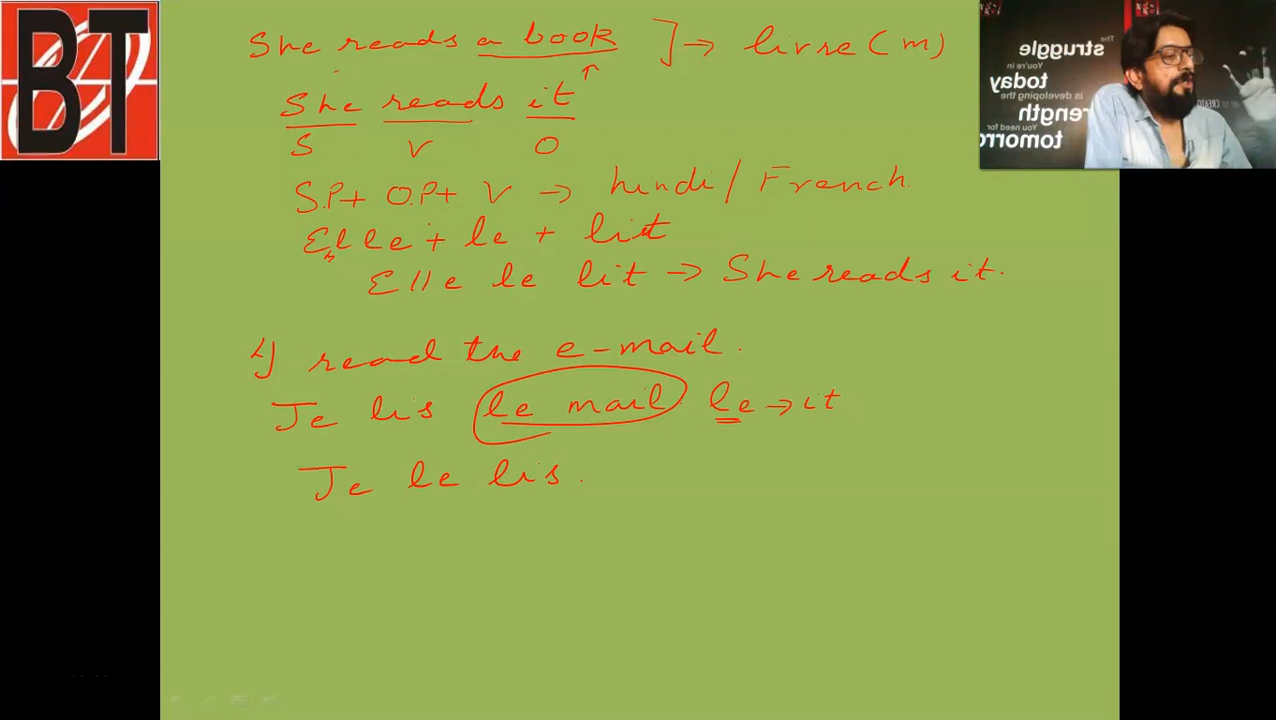 BT
She reads a book ] → livre (m)
She reads it ↑
S V O
S.P + O.P + V → hindi / French
Elle + le + lit
Elle le lit → She reads it.
4) read the e-mail.
Je lis le mail. le → it
Je le lis.
The
struggle
You're in
today
is developing the
strength
You need for
tomorro